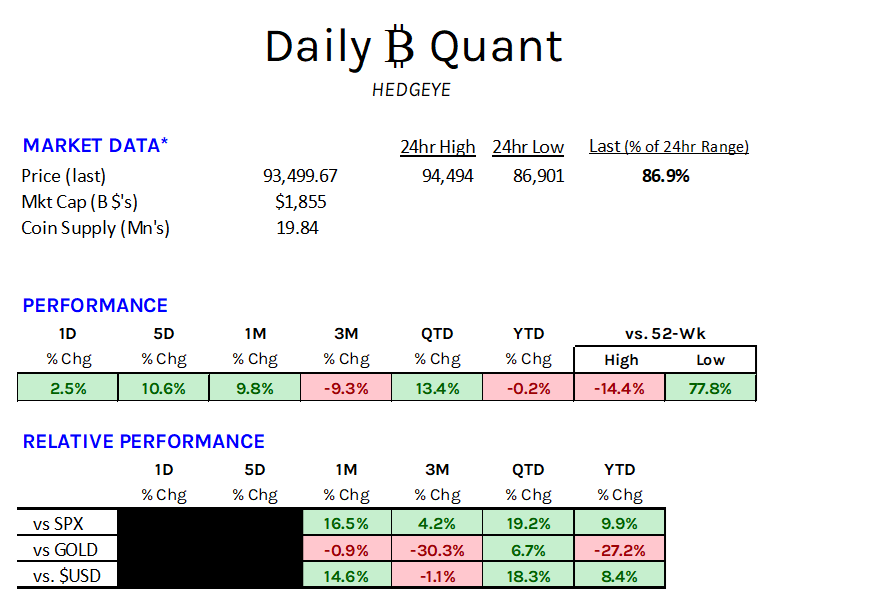 Daily ₿ Quant
HEDGEYE
MARKET DATA* 24hr High 24hr Low Last (% of 24hr Range)
Price (last) 93,499.67 94,494 86,901 86.9%
Mkt Cap (B $'s) $1,855
Coin Supply (Mn's) 19.84
PERFORMANCE
1D 5D 1M 3M QTD YTD vs. 52-Wk
% Chg % Chg % Chg % Chg % Chg % Chg High Low
2.5% 10.6% 9.8% -9.3% 13.4% -0.2% -14.4% 77.8%
RELATIVE PERFORMANCE
1D 5D 1M 3M QTD YTD
% Chg % Chg % Chg % Chg % Chg % Chg
vs SPX 16.5% 4.2% 19.2% 9.9%
vs GOLD -0.9% -30.3% 6.7% -27.2%
vs. $USD 14.6% -1.1% 18.3% 8.4%